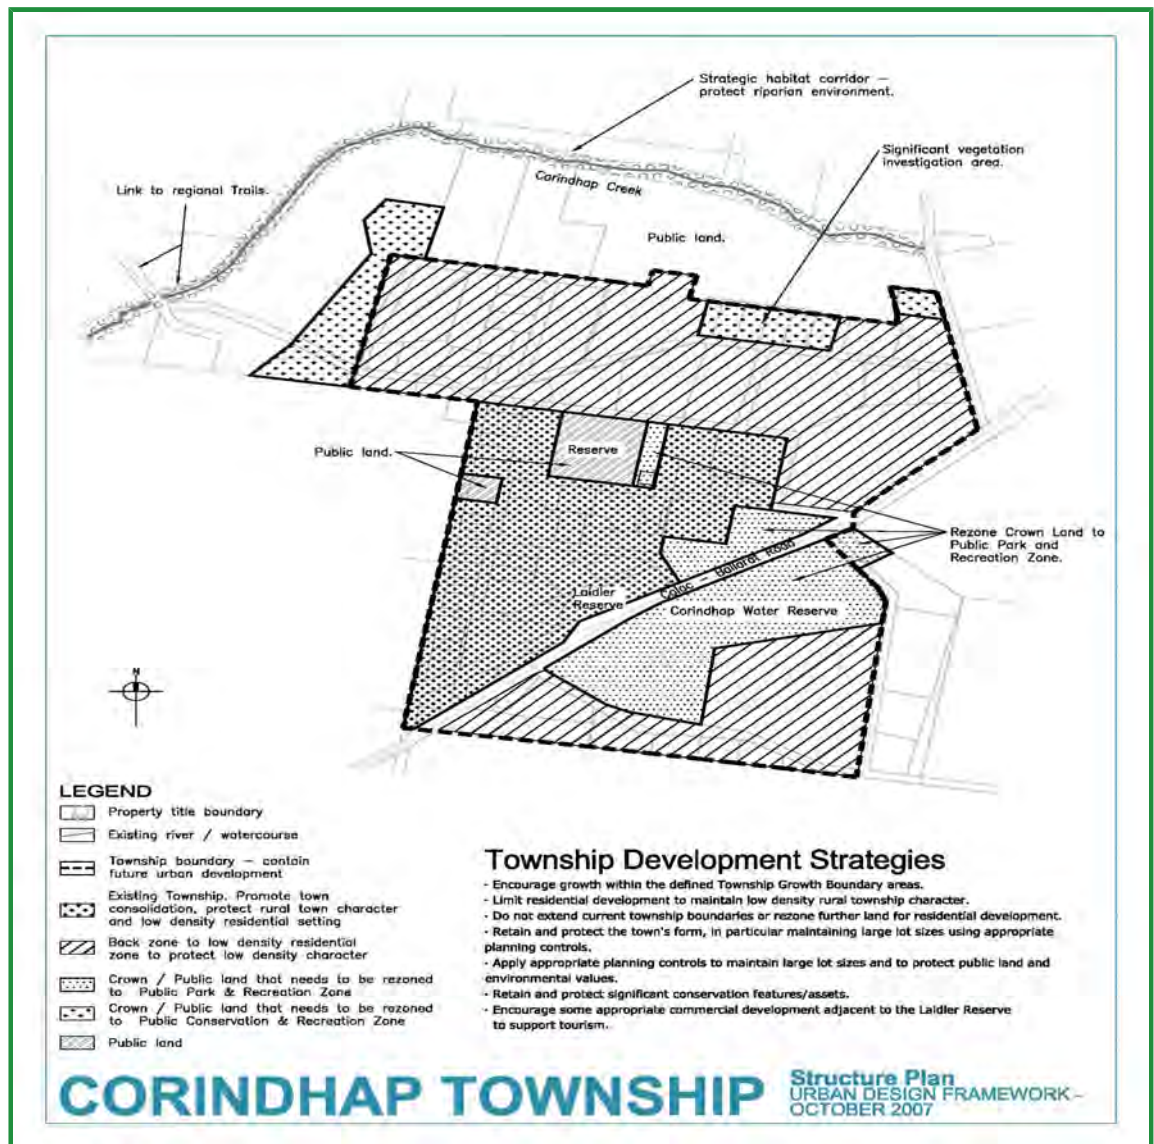 Strategic habitat corridor –
protect riparian environment.
Significant vegetation
investigation area.
Link to regional Trails.
Corindhap Creek
Public land.
Public land.
Reserve
Rezone Crown Land to
Public Park and
Recreation Zone.
Colac – Ballarat Road
Laidler
Reserve
Corindhap Water Reserve
N
LEGEND
Property title boundary
Existing river / watercourse
Township boundary – contain
future urban development
Existing Township. Promote town
consolidation, protect rural town character
and low density residential setting
Back zone to low density residential
zone to protect low density character
Crown / Public land that needs to be rezoned
to Public Park & Recreation Zone
Crown / Public land that needs to be rezoned
to Public Conservation & Recreation Zone
Public land
Township Development Strategies
- Encourage growth within the defined Township Growth Boundary areas.
- Limit residential development to maintain low density rural township character.
- Do not extend current township boundaries or rezone further land for residential development.
- Retain and protect the town's form, in particular maintaining large lot sizes using appropriate
planning controls.
- Apply appropriate planning controls to maintain large lot sizes and to protect public land and
environmental values.
- Retain and protect significant conservation features/assets.
- Encourage some appropriate commercial development adjacent to the Laidler Reserve
to support tourism.
CORINDHAP TOWNSHIP
Structure Plan
URBAN DESIGN FRAMEWORK –
OCTOBER 2007